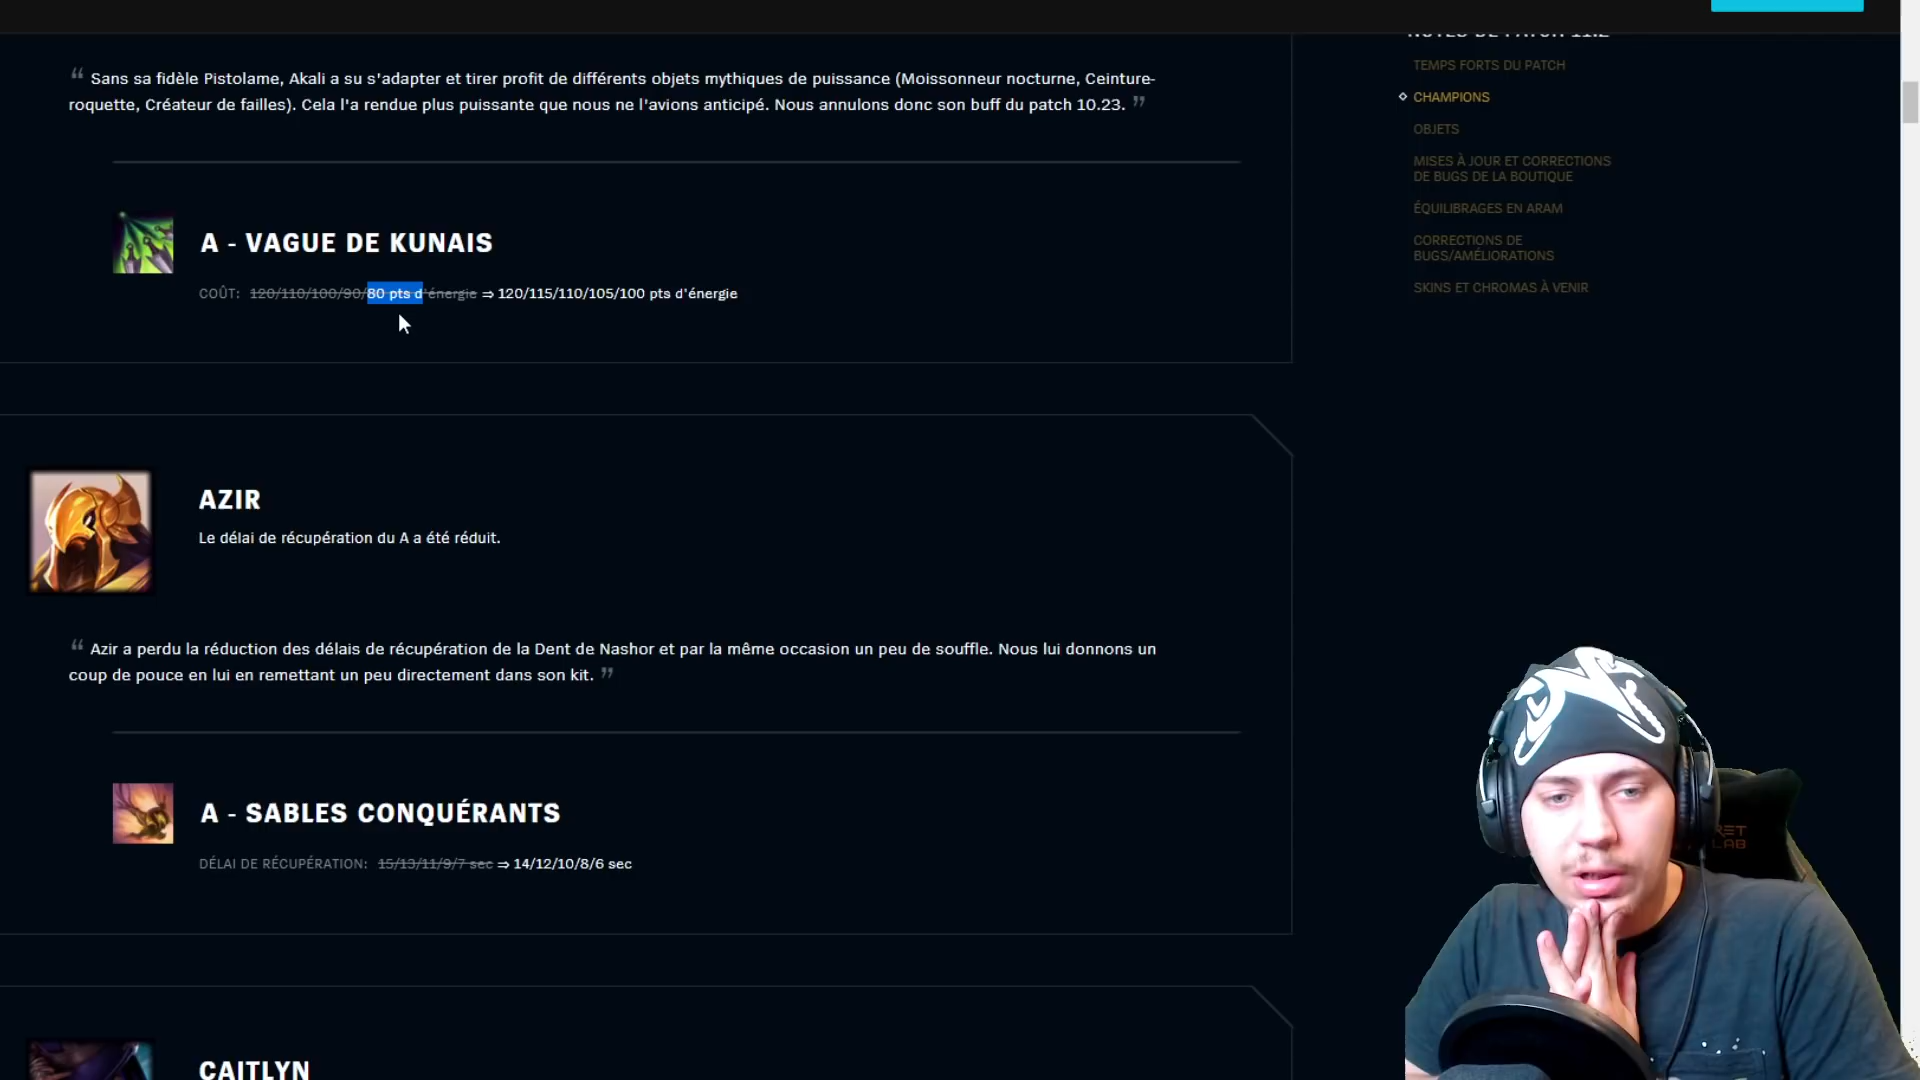 “ Sans sa fidèle Pistolame, Akali a su s'adapter et tirer profit de différents objets mythiques de puissance (Moissonneur nocturne, Ceinture-
roquette, Créateur de failles). Cela l'a rendue plus puissante que nous ne l'avions anticipé. Nous annulons donc son buff du patch 10.23. ”
A - VAGUE DE KUNAIS
COÛT: 120/110/100/90/80 pts d'énergie ⇒ 120/115/110/105/100 pts d'énergie
AZIR
Le délai de récupération du A a été réduit.
“ Azir a perdu la réduction des délais de récupération de la Dent de Nashor et par la même occasion un peu de souffle. Nous lui donnons un
coup de pouce en lui en remettant un peu directement dans son kit. ”
A - SABLES CONQUÉRANTS
DÉLAI DE RÉCUPÉRATION: 15/13/11/9/7 sec ⇒ 14/12/10/8/6 sec
CAITLYN
NOTES DE PATCH 11.2
TEMPS FORTS DU PATCH
CHAMPIONS
OBJETS
MISES À JOUR ET CORRECTIONS
DE BUGS DE LA BOUTIQUE
ÉQUILIBRAGES EN ARAM
CORRECTIONS DE
BUGS/AMÉLIORATIONS
SKINS ET CHROMAS À VENIR